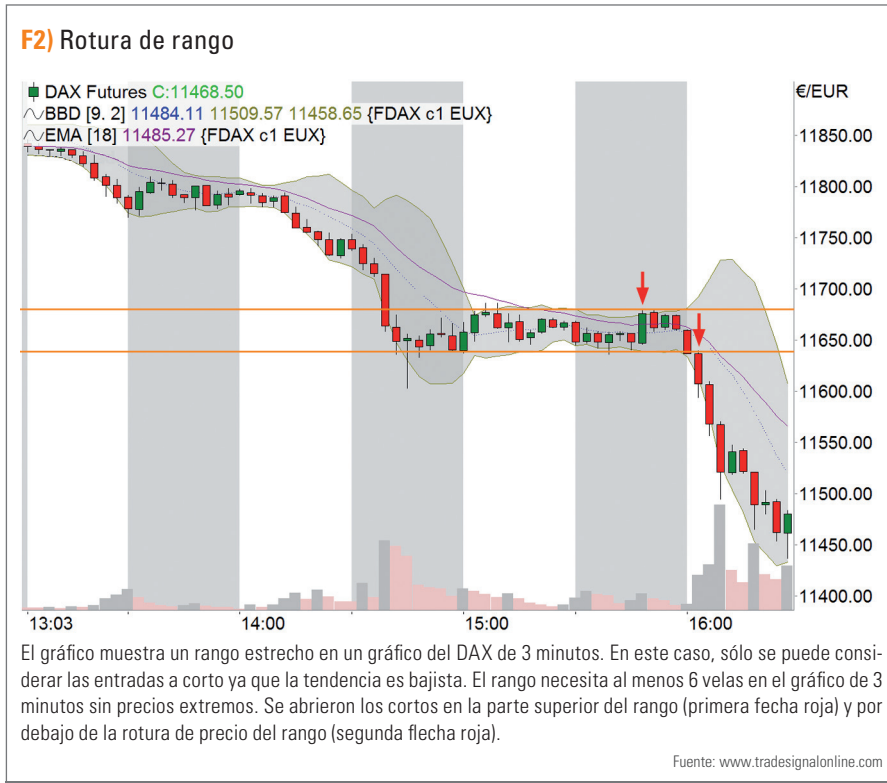 F2) Rotura de rango
DAX Futures C:11468.50
BBD [9. 2] 11484.11 11509.57 11458.65 {FDAX c1 EUX}
EMA [18] 11485.27 {FDAX c1 EUX}
€/EUR
11850.00
11800.00
11750.00
11700.00
11650.00
11600.00
11550.00
11500.00
11450.00
11400.00
13:03 14:00 15:00 16:00
El gráfico muestra un rango estrecho en un gráfico del DAX de 3 minutos. En este caso, sólo se puede consi-
derar las entradas a corto ya que la tendencia es bajista. El rango necesita al menos 6 velas en el gráfico de 3
minutos sin precios extremos. Se abrieron los cortos en la parte superior del rango (primera fecha roja) y por
debajo de la rotura de precio del rango (segunda flecha roja).
Fuente: www.tradesignalonline.com